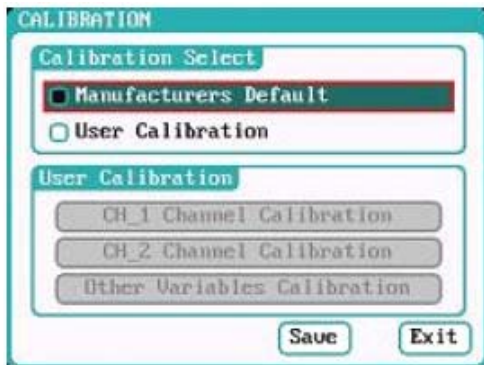 CALIBRATION
Calibration Select
Manufacturers Default
User Calibration
User Calibration
CH_1 Channel Calibration
CH_2 Channel Calibration
Other Variables Calibration
Save Exit